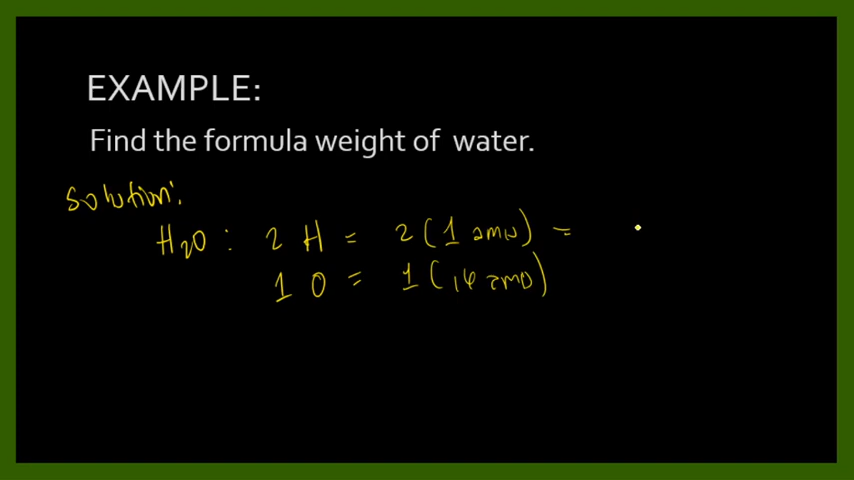 EXAMPLE:
Find the formula weight of water.
Solution:
H₂O : 2 H = 2 (1 amu) =
1 O = 1 (16 amu)